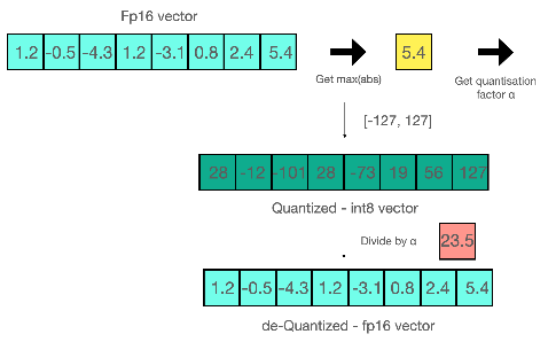 Fp16 vector
1.2 -0.5 -4.3 1.2 -3.1 0.8 2.4 5.4
Get max(abs)
5.4
Get quantisation
factor α
[-127, 127]
28 -12 -101 28 -73 19 56 127
Quantized - int8 vector
Divide by α
23.5
1.2 -0.5 -4.3 1.2 -3.1 0.8 2.4 5.4
de-Quantized - fp16 vector